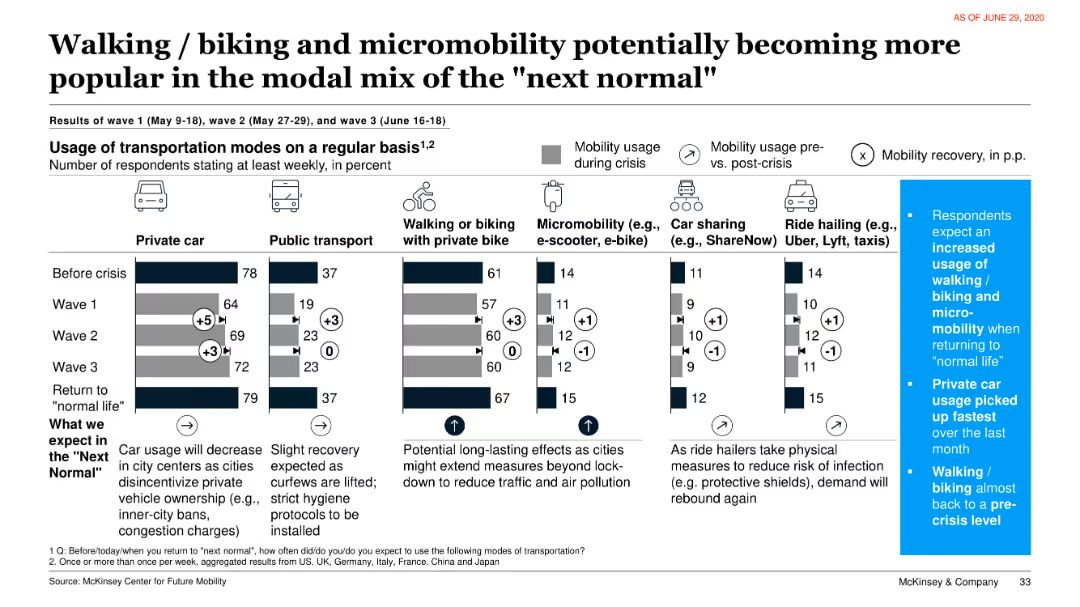 AS OF JUNE 29, 2020
Walking / biking and micromobility potentially becoming more
popular in the modal mix of the "next normal"
Results of wave 1 (May 9-18), wave 2 (May 27-29), and wave 3 (June 16-18)
Usage of transportation modes on a regular basis1,2
Number of respondents stating at least weekly, in percent
Mobility usage
during crisis
Mobility usage pre-
vs. post-crisis
x Mobility recovery, in p.p.
Private car
Public transport
Walking or biking
with private bike
Micromobility (e.g.,
e-scooter, e-bike)
Car sharing
(e.g., ShareNow)
Ride hailing (e.g.,
Uber, Lyft, taxis)
Before crisis 78 37 61 14 11 14
Wave 1 64 19 57 11 9 10
+5 +3 +3 +1 +1 +1
Wave 2 69 23 60 12 10 12
+3 0 0 -1 -1 -1
Wave 3 72 23 60 12 9 11
Return to
"normal life" 79 37 67 15 12 15
What we
expect in
the "Next
Normal"
Car usage will decrease
in city centers as cities
disincentivize private
vehicle ownership (e.g.,
inner-city bans,
congestion charges)
Slight recovery
expected as
curfews are lifted;
strict hygiene
protocols to be
installed
Potential long-lasting effects as cities
might extend measures beyond lock-
down to reduce traffic and air pollution
As ride hailers take physical
measures to reduce risk of infection
(e.g. protective shields), demand will
rebound again
▪ Respondents
expect an
increased
usage of
walking /
biking and
micro-
mobility when
returning to
“normal life”
▪ Private car
usage picked
up fastest
over the last
month
▪ Walking /
biking almost
back to a pre-
crisis level
1 Q: Before/today/when you return to "next normal", how often did/do you/do you expect to use the following modes of transportation?
2. Once or more than once per week, aggregated results from US, UK, Germany, Italy, France. China and Japan
Source: McKinsey Center for Future Mobility
McKinsey & Company 33